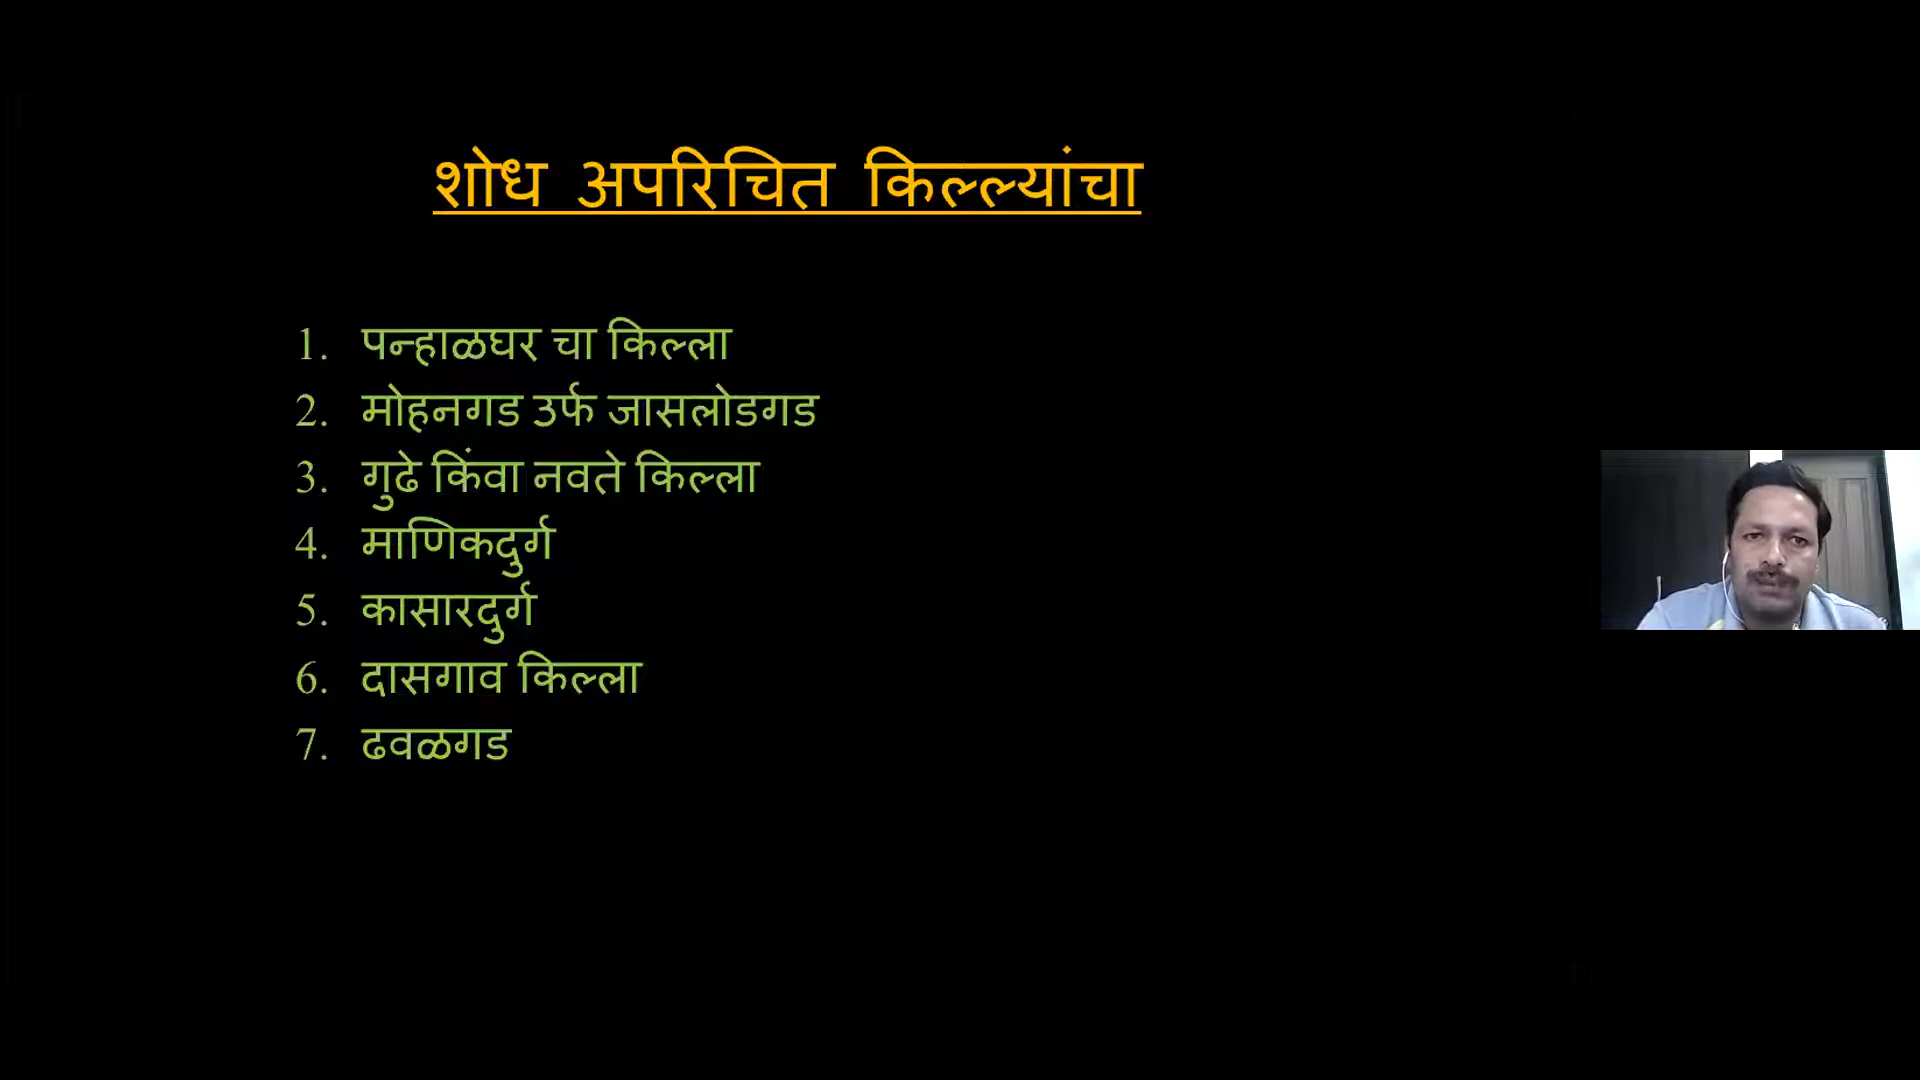 शोध अपरिचित किल्ल्यांचा
1. पन्हाळघर चा किल्ला
2. मोहनगड उर्फ जासलोडगड
3. गुढे किंवा नवते किल्ला
4. माणिकदुर्ग
5. कासारदुर्ग
6. दासगाव किल्ला
7. ढवळगड